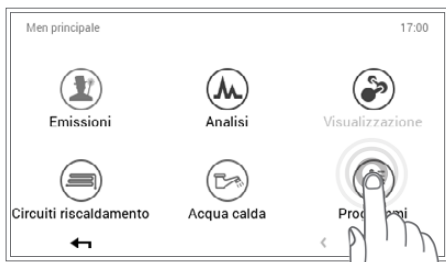 Men principale 17:00
Emissioni Analisi Visualizzazione
Circuiti riscaldamento Acqua calda